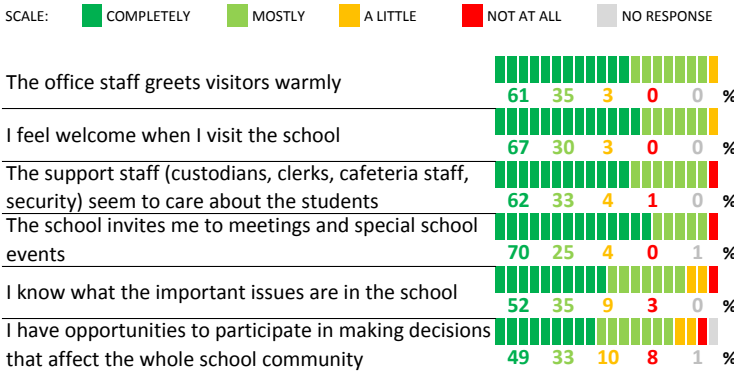 SCALE: COMPLETELY MOSTLY A LITTLE NOT AT ALL NO RESPONSE
The office staff greets visitors warmly
61 35 3 0 0 %
I feel welcome when I visit the school
67 30 3 0 0 %
The support staff (custodians, clerks, cafeteria staff,
security) seem to care about the students
62 33 4 1 0 %
The school invites me to meetings and special school
events
70 25 4 0 1 %
I know what the important issues are in the school
52 35 9 3 0 %
I have opportunities to participate in making decisions
that affect the whole school community
49 33 10 8 1 %